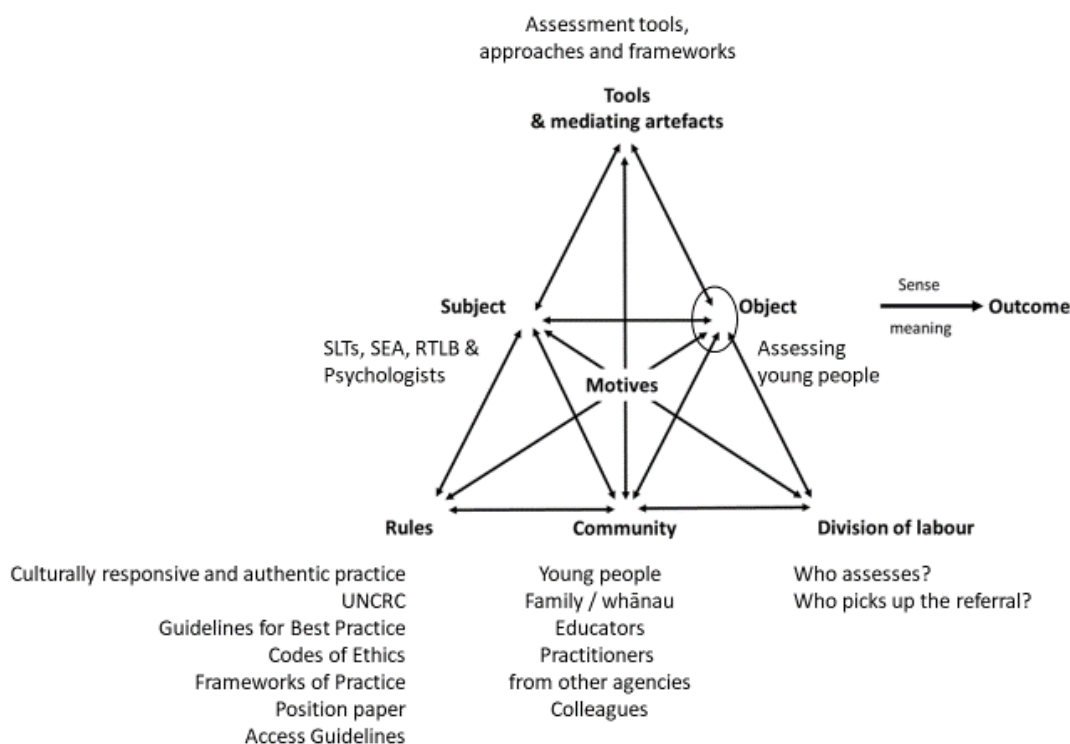 Assessment tools,
approaches and frameworks
Tools
& mediating artefacts
Subject
Object
Sense
meaning
Outcome
SLTs, SEA, RTLB &
Psychologists
Assessing
young people
Motives
Rules
Community
Division of labour
Culturally responsive and authentic practice
UNCRC
Guidelines for Best Practice
Codes of Ethics
Frameworks of Practice
Position paper
Access Guidelines
Young people
Family / whānau
Educators
Practitioners
from other agencies
Colleagues
Who assesses?
Who picks up the referral?